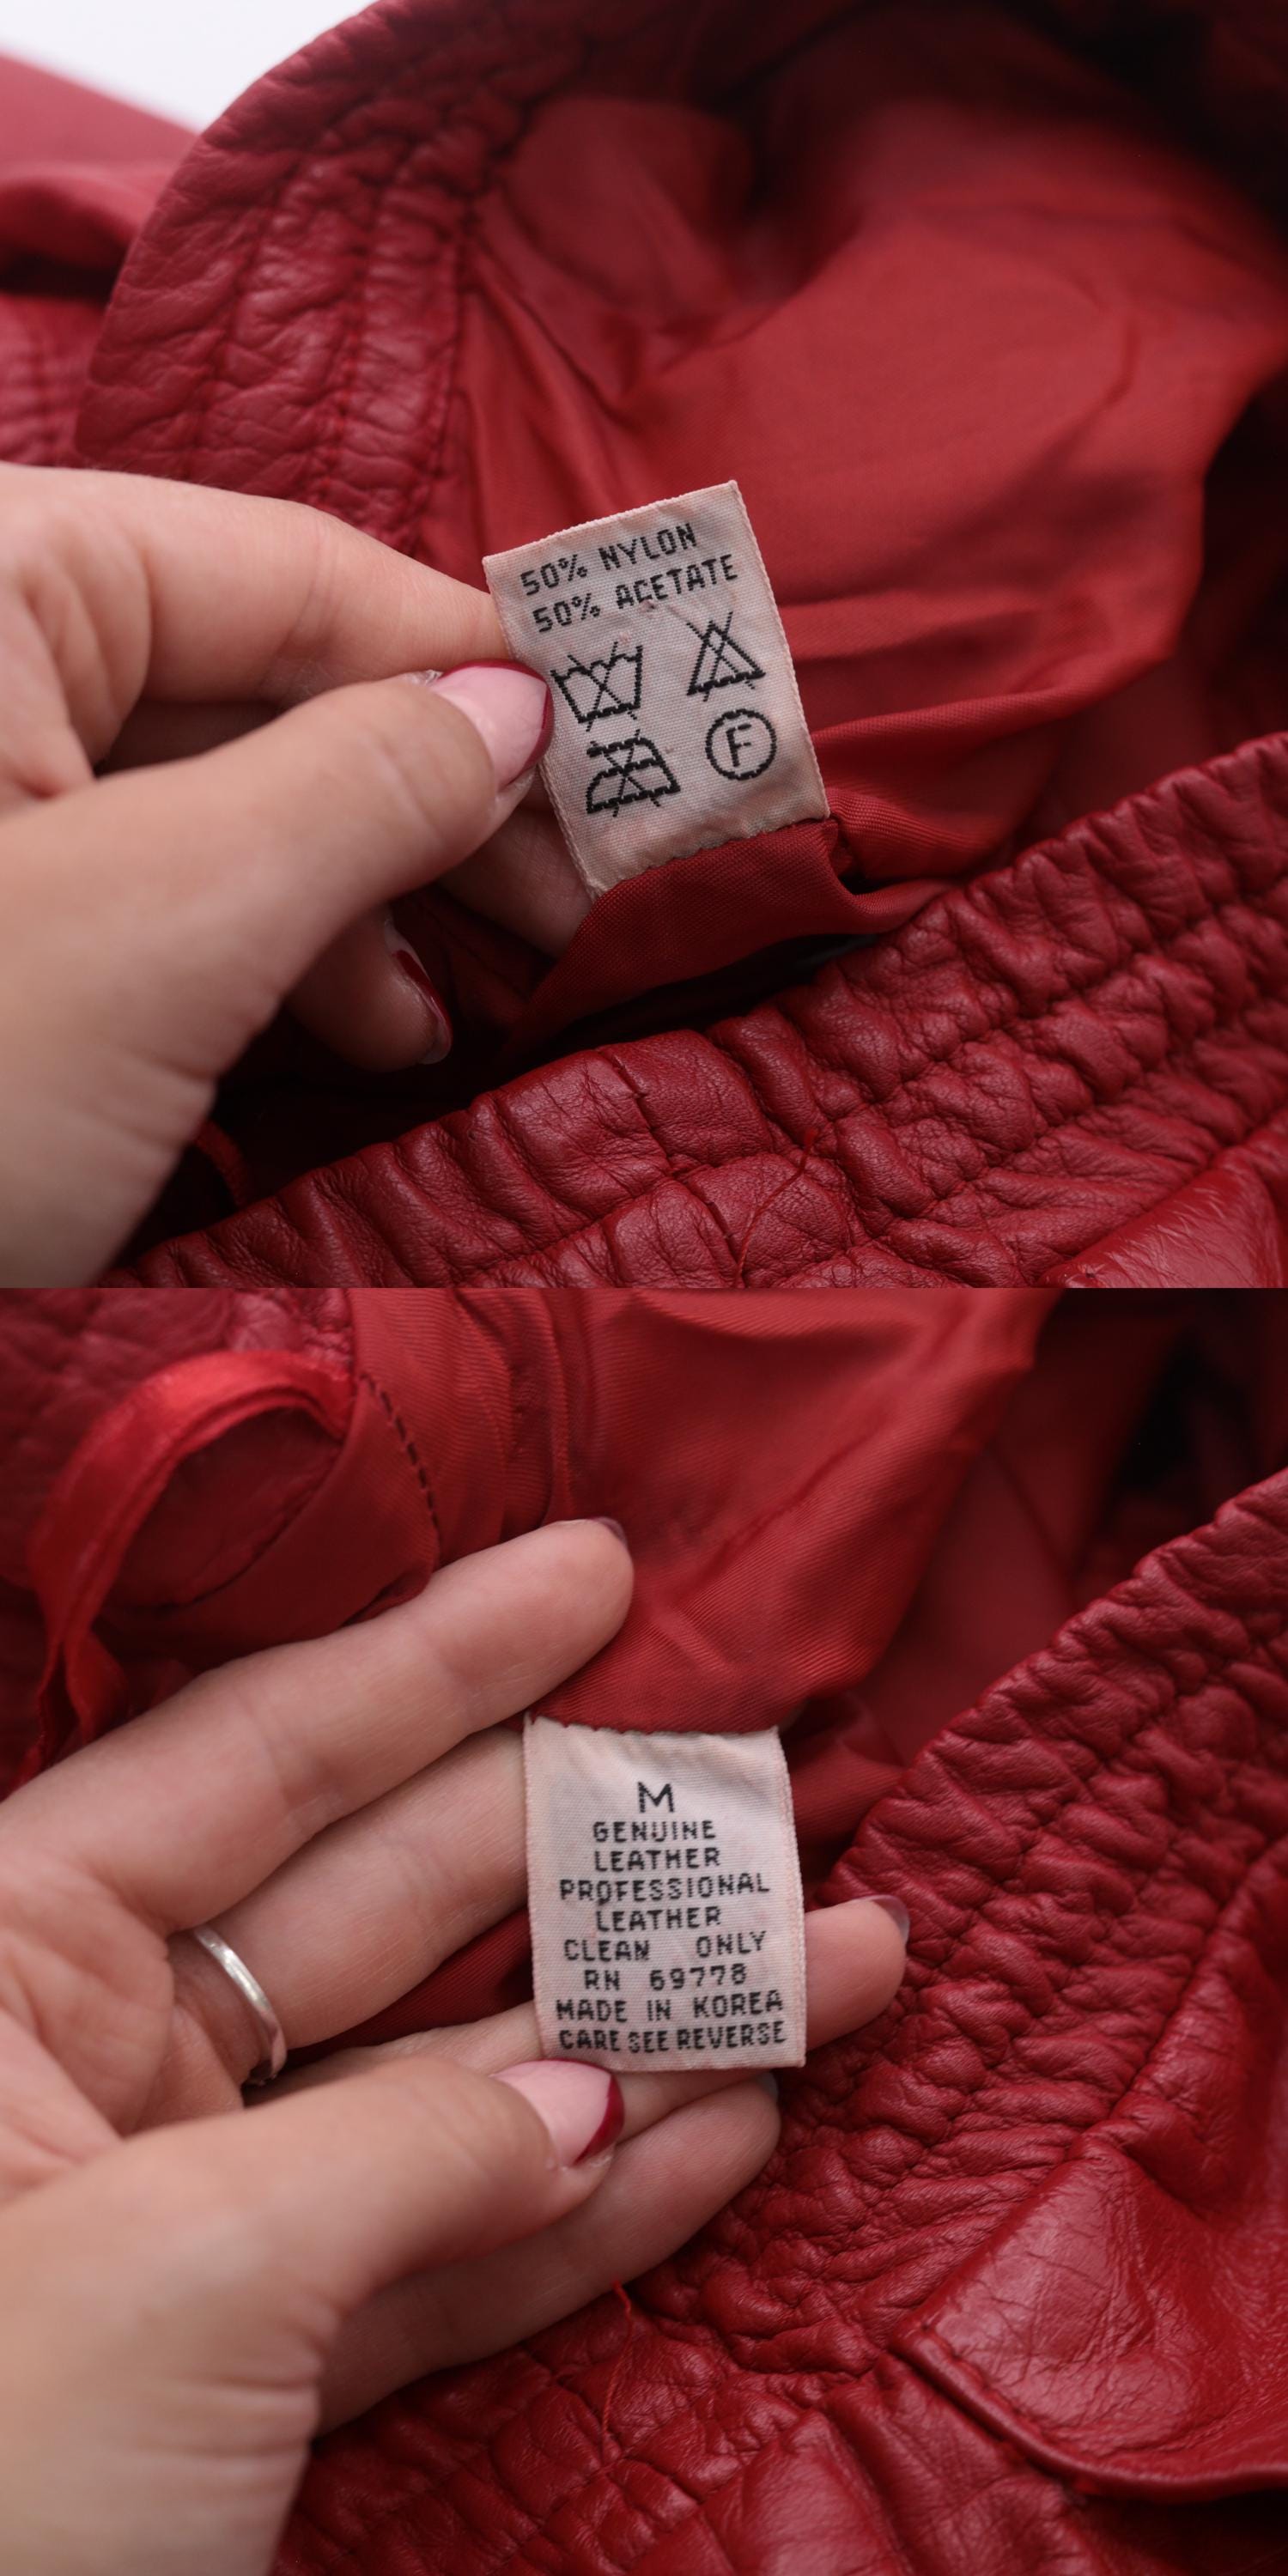 50% NYLON
50% ACETATE
F
M
GENUINE
LEATHER
PROFESSIONAL
LEATHER
CLEAN ONLY
RN 69778
MADE IN KOREA
CARE SEE REVERSE